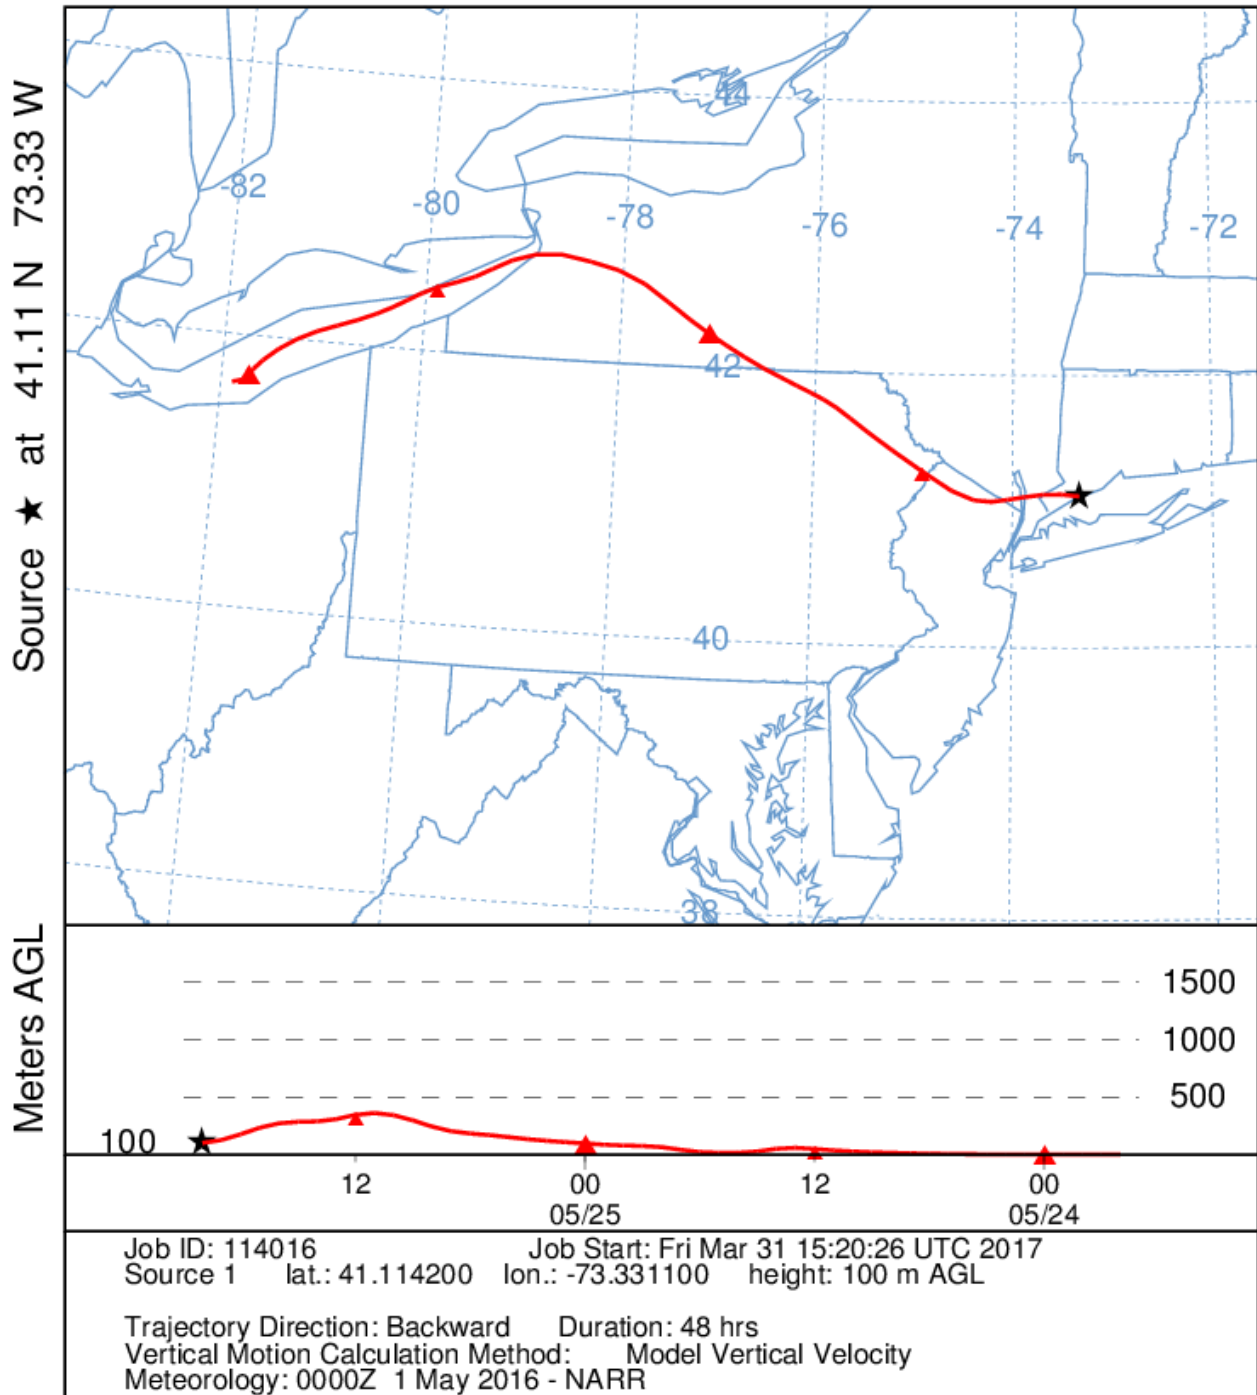 Source ★ at 41.11 N 73.33 W
44
-82
-80
-78
-76
-74
-72
42
40
38
Meters AGL
1500
1000
500
100
12 00 12 00
05/25 05/24
Job ID: 114016 Job Start: Fri Mar 31 15:20:26 UTC 2017
Source 1 lat.: 41.114200 lon.: -73.331100 height: 100 m AGL
Trajectory Direction: Backward Duration: 48 hrs
Vertical Motion Calculation Method: Model Vertical Velocity
Meteorology: 0000Z 1 May 2016 - NARR